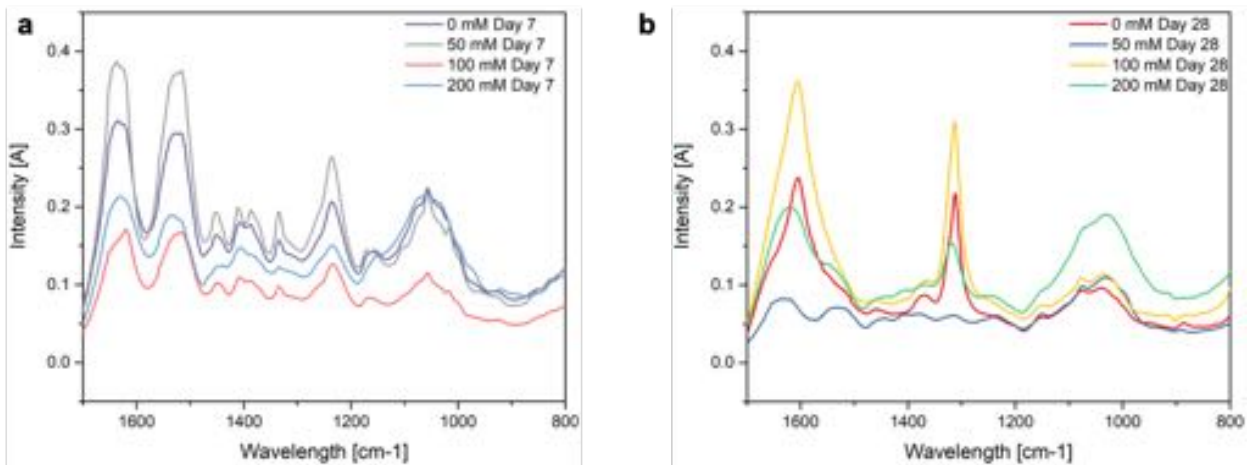 a
0 mM Day 7
50 mM Day 7
100 mM Day 7
200 mM Day 7
0.4
0.3
0.2
0.1
0.0
Intensity [A]
1600
1400
1200
1000
800
Wavelength [cm-1]
b
0 mM Day 28
50 mM Day 28
100 mM Day 28
200 mM Day 28
0.4
0.3
0.2
0.1
0.0
Intensity [A]
1600
1400
1200
1000
800
Wavelength [cm-1]